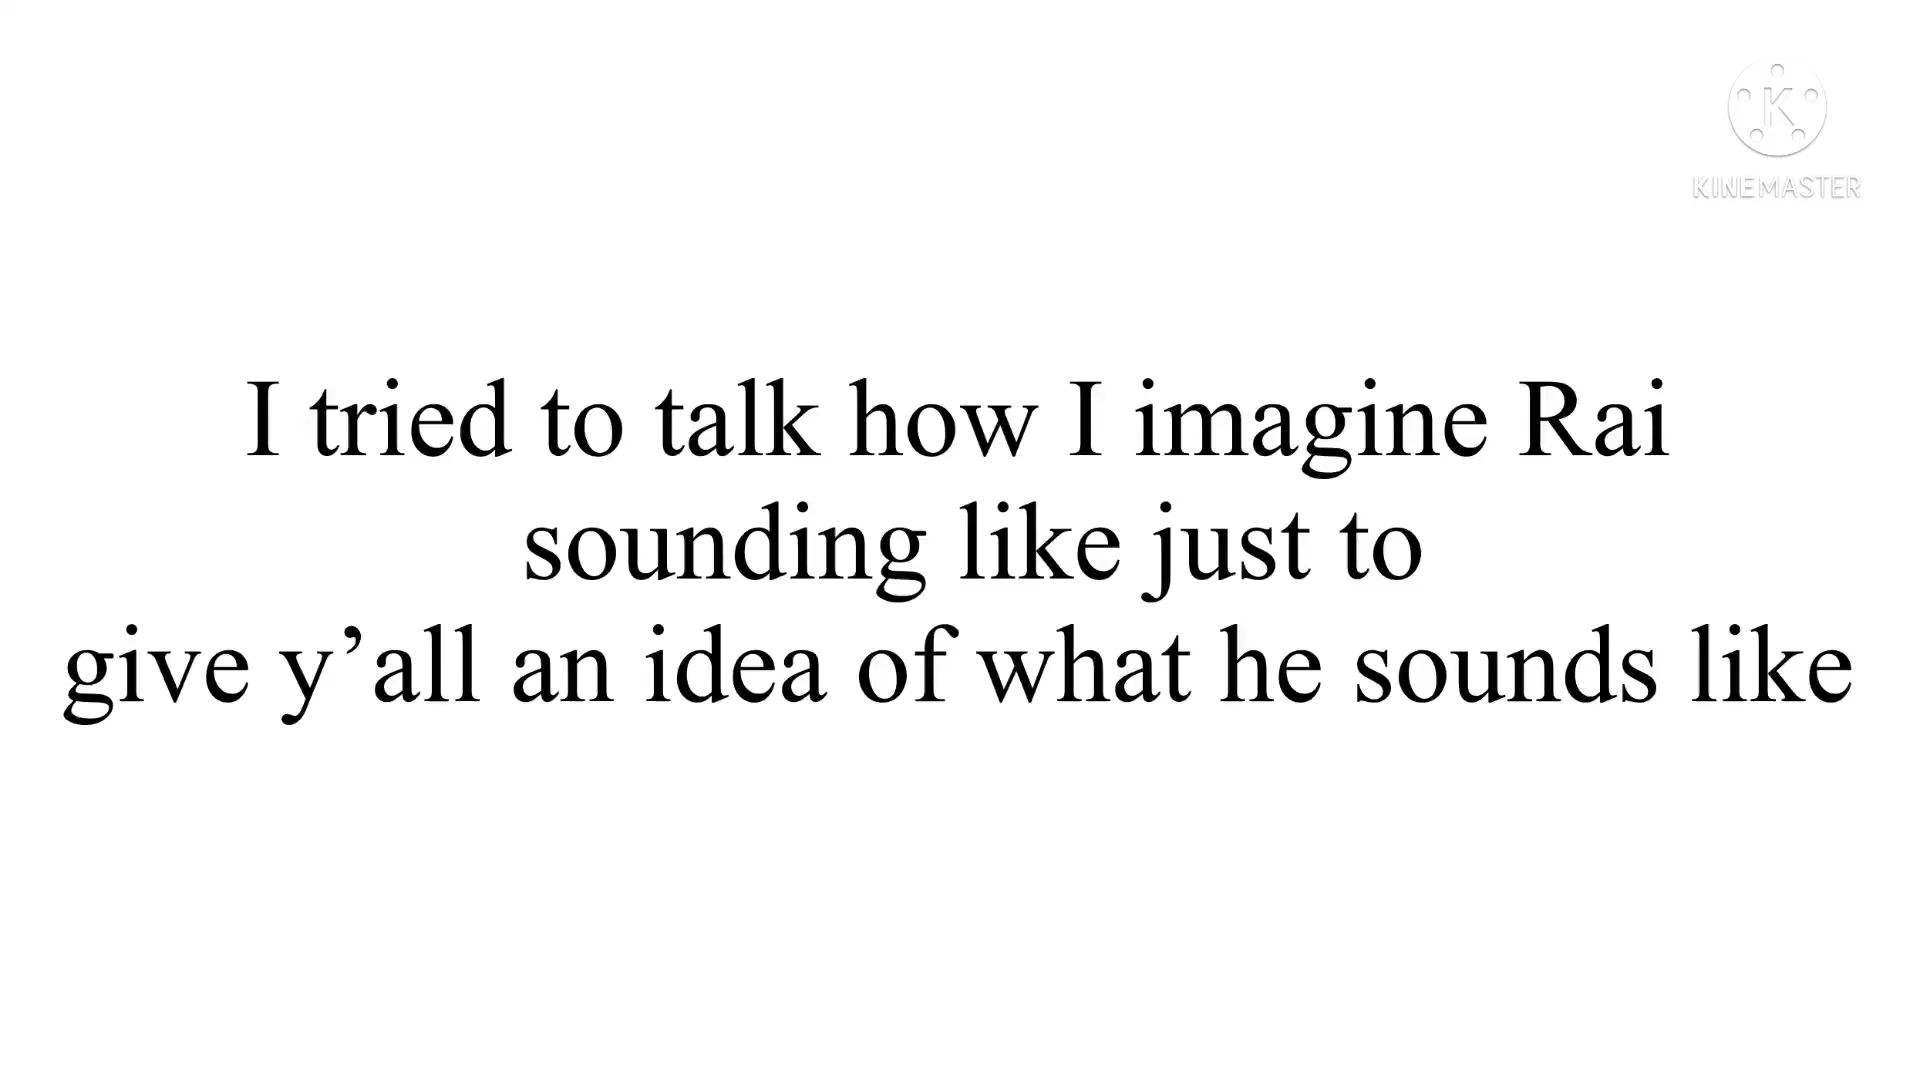 KINEMASTER
I tried to talk how I imagine Rai
sounding like just to
give y’all an idea of what he sounds like